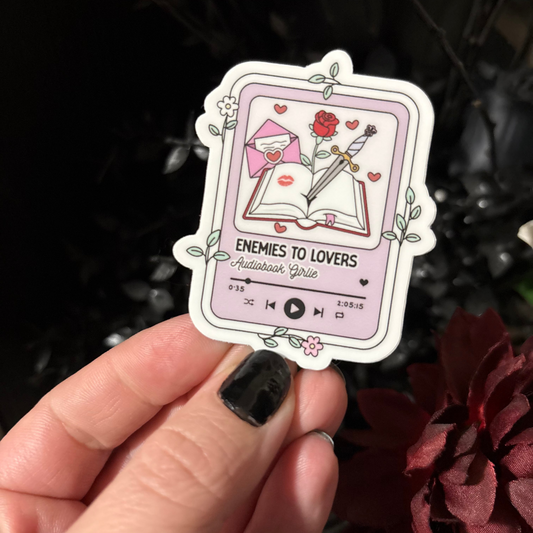 ENEMIES TO LOVERS
Audiobook Girlie
0:35 2:05:15